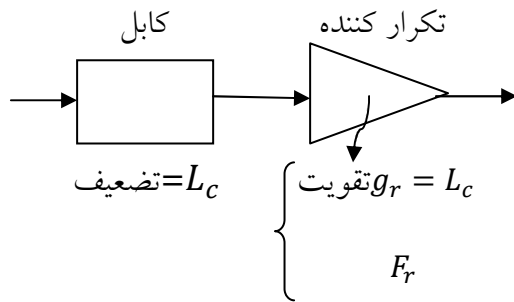 کابل
تکرار کننده
تضعیف=L_c
تقویت g_r = L_c
F_r